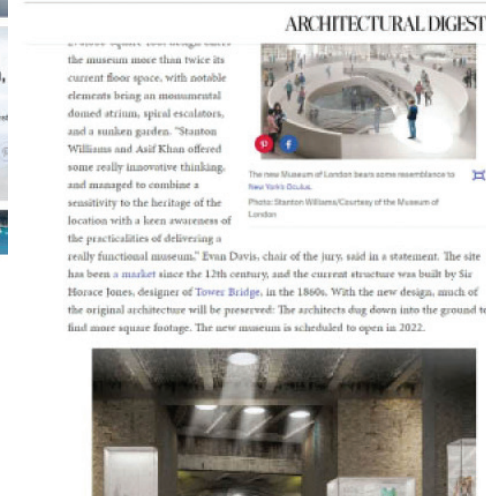 ARCHITECTURAL DIGEST
the museum more than twice its
current floor space, with notable
elements being an monumental
domed atrium, spiral escalators,
and a sunken garden. "Stanton
Williams and Asif Khan offered
some really innovative thinking,
and managed to combine a
sensitivity to the heritage of the
location with a keen awareness of
the practicalities of delivering a
The new Museum of London bears some resemblance to
New York's Oculus.
Photo: Stanton Williams/Courtesy of the Museum of
London
really functional museum," Evan Davis, chair of the jury, said in a statement. The site
has been a market since the 12th century, and the current structure was built by Sir
Horace Jones, designer of Tower Bridge, in the 1860s. With the new design, much of
the original architecture will be preserved: The architects dug down into the ground to
find more square footage. The new museum is scheduled to open in 2022.